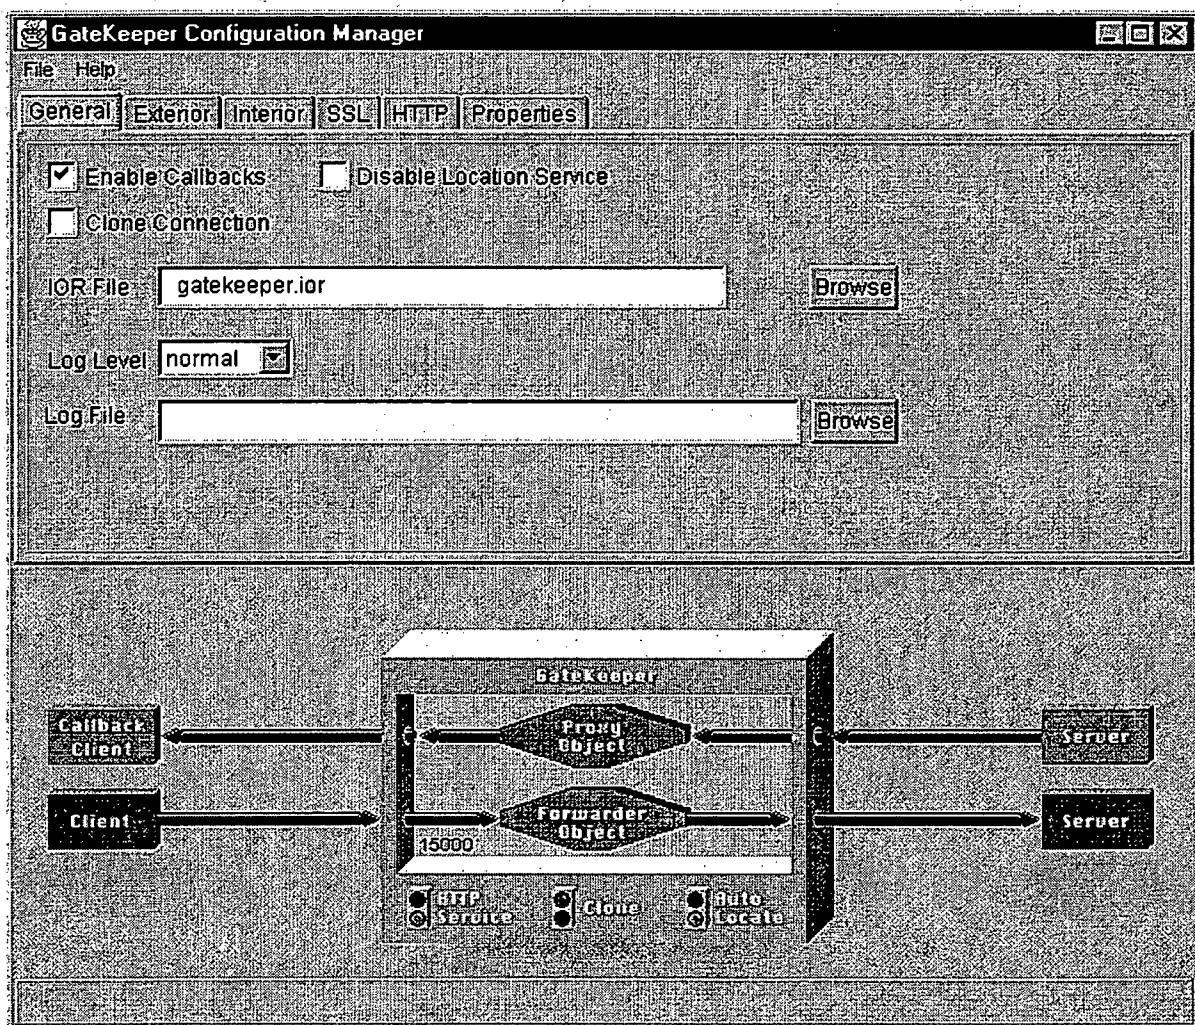 GateKeeper Configuration Manager
File Help
General Exterior Interior SSL HTTP Properties
Enable Callbacks Disable Location Service
Clone Connection
IOR File gatekeeper.ior Browse
Log Level normal
Log File Browse
GateKeeper
Callback
Client
Proxy
Object
Server
Client
Forwarder
Object
Server
15000
HTTP
Service
Clone
Auto
Locate